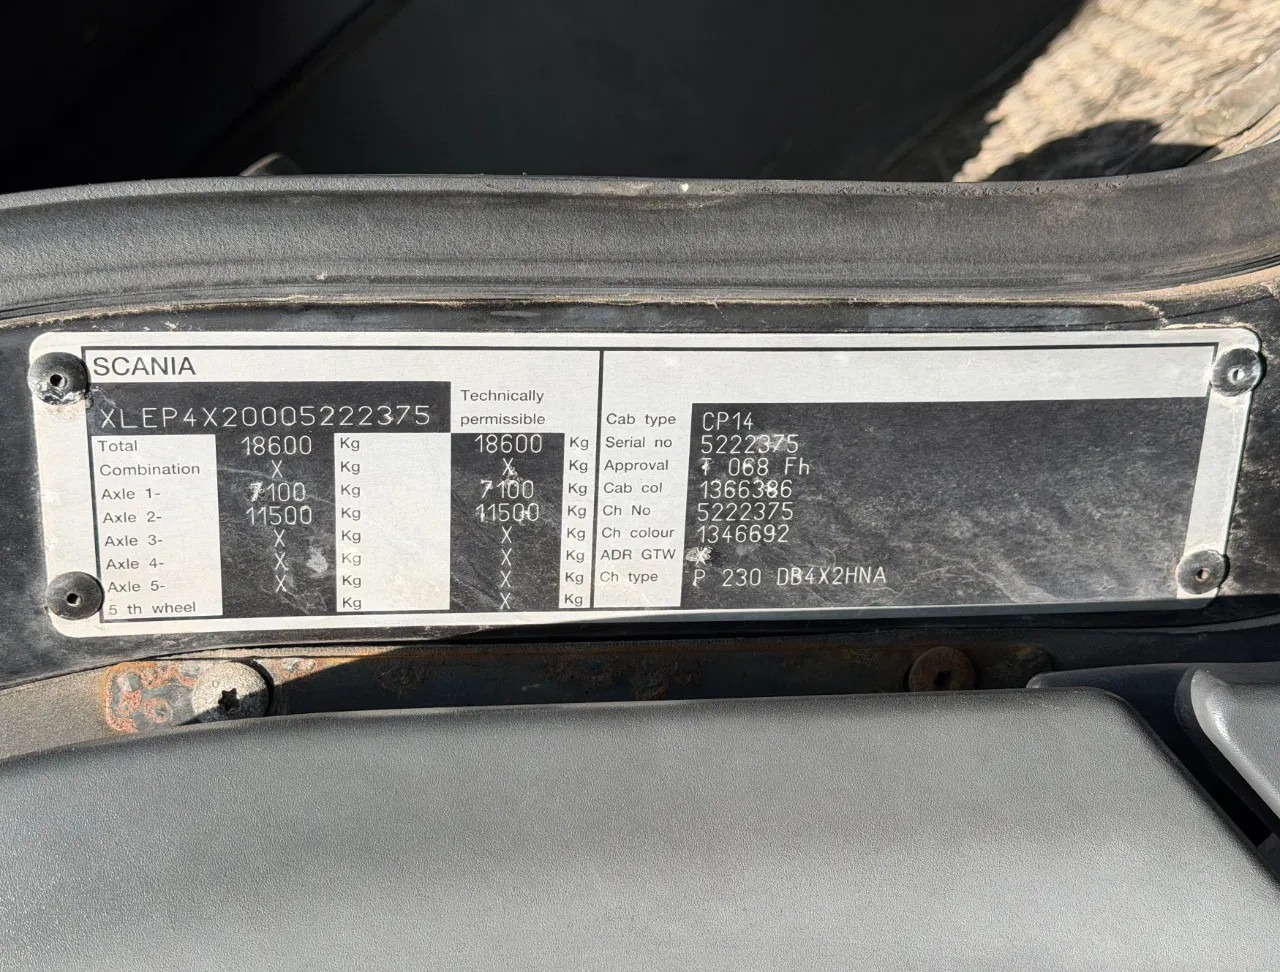 SCANIA
XLEP4X20005222375
Technically
permissible
Total 18600 Kg 18600 Kg
Combination X Kg X Kg
Axle 1- 7100 Kg 7100 Kg
Axle 2- 11500 Kg 11500 Kg
Axle 3- X Kg X Kg
Axle 4- X Kg X Kg
Axle 5- X Kg X Kg
5 th wheel Kg X Kg
Cab type CP14
Serial no 5222375
Approval T 068 Fh
Cab col 1366386
Ch No 5222375
Ch colour 1346692
ADR GTW X
Ch type P 230 DB4X2HNA